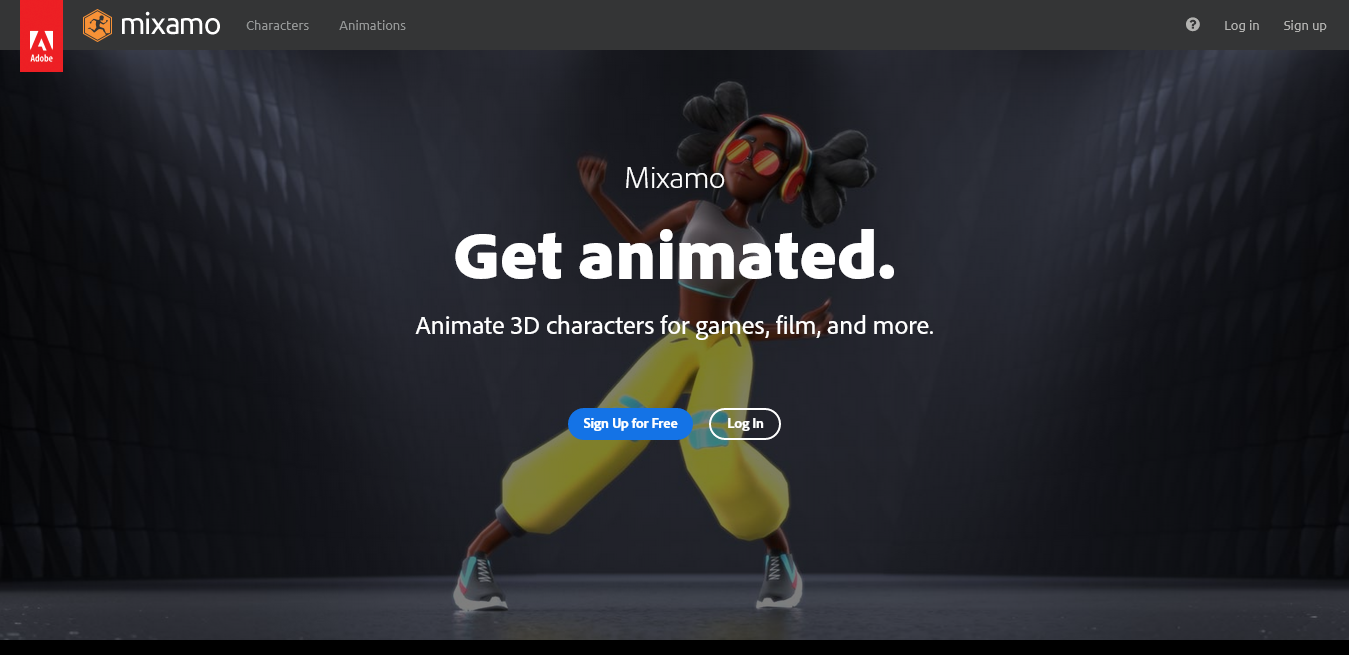 Adobe
mixamo
Characters
Animations
Log in
Sign up
Mixamo
Get animated.
Animate 3D characters for games, film, and more.
Sign Up for Free
Log In